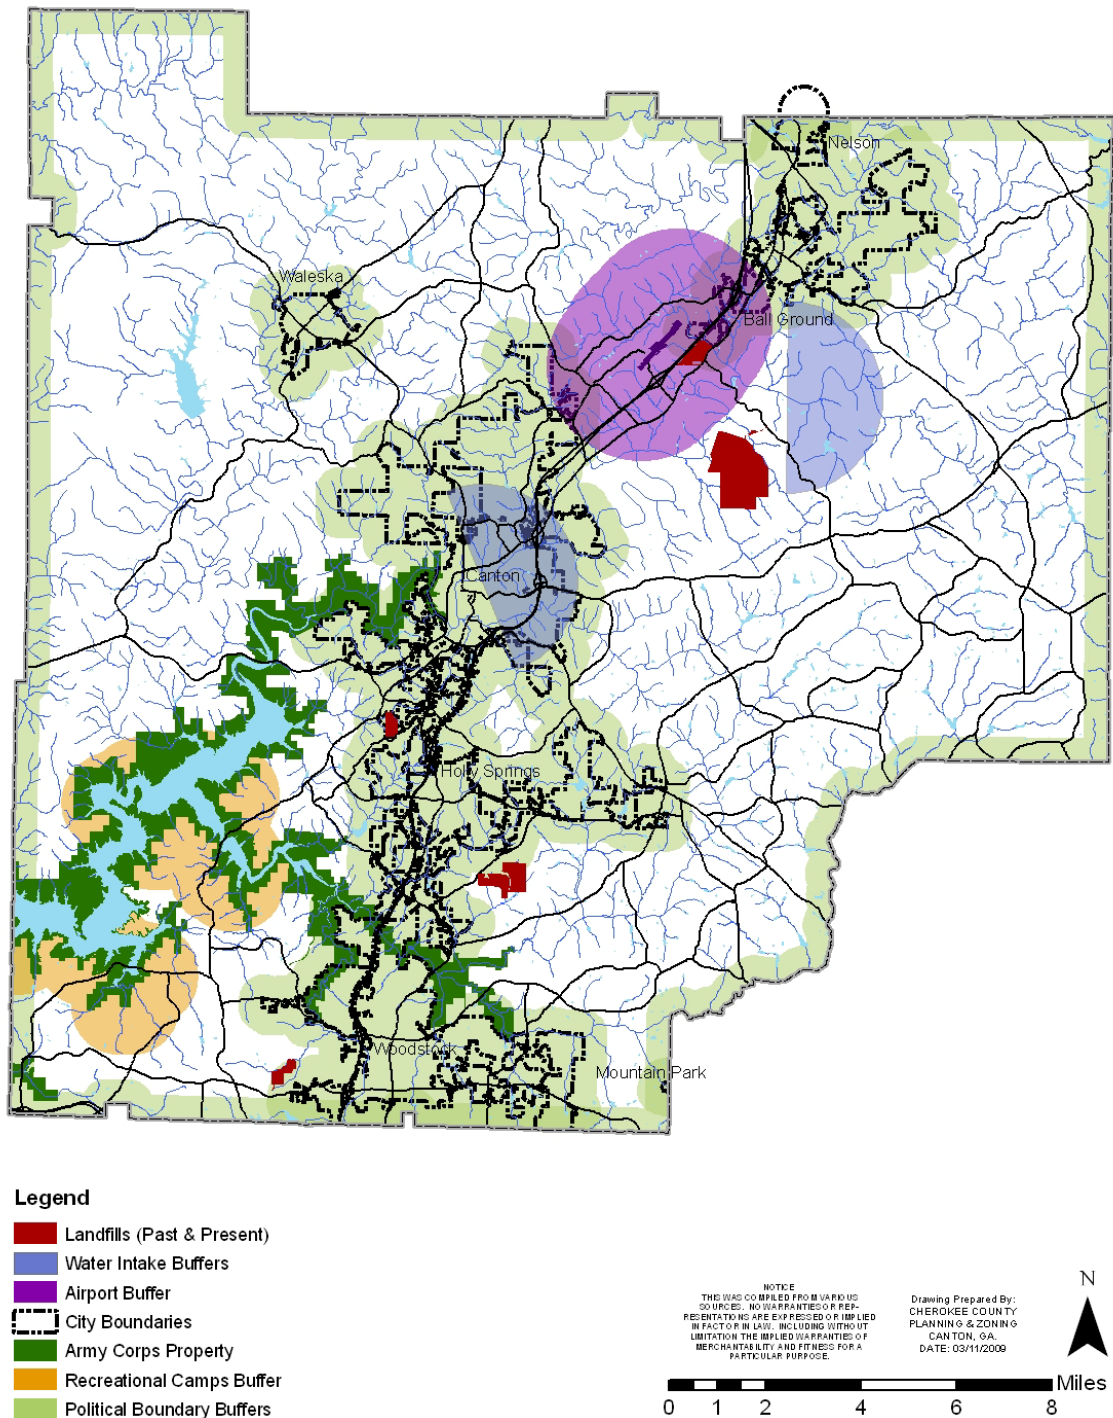 Nelson
Waleska
Ball Ground
Canton
Holly Springs
Woodstock
Mountain Park
Legend
Landfills (Past & Present)
Water Intake Buffers
Airport Buffer
City Boundaries
Army Corps Property
Recreational Camps Buffer
Political Boundary Buffers
NOTICE
THIS WAS COMPILED FROM VARIOUS
SOURCES. NO WARRANTIES OR REP-
RESENTATIONS ARE EXPRESSED OR IMPLIED
IN FACT OR IN LAW. INCLUDING WITHOUT
LIMITATION THE IMPLIED WARRANTIES OF
MERCHANTABILITY AND FITNESS FOR A
PARTICULAR PURPOSE.
Drawing Prepared By:
CHEROKEE COUNTY
PLANNING & ZONING
CANTON, GA.
DATE: 03/11/2009
N
Miles
0 1 2 4 6 8